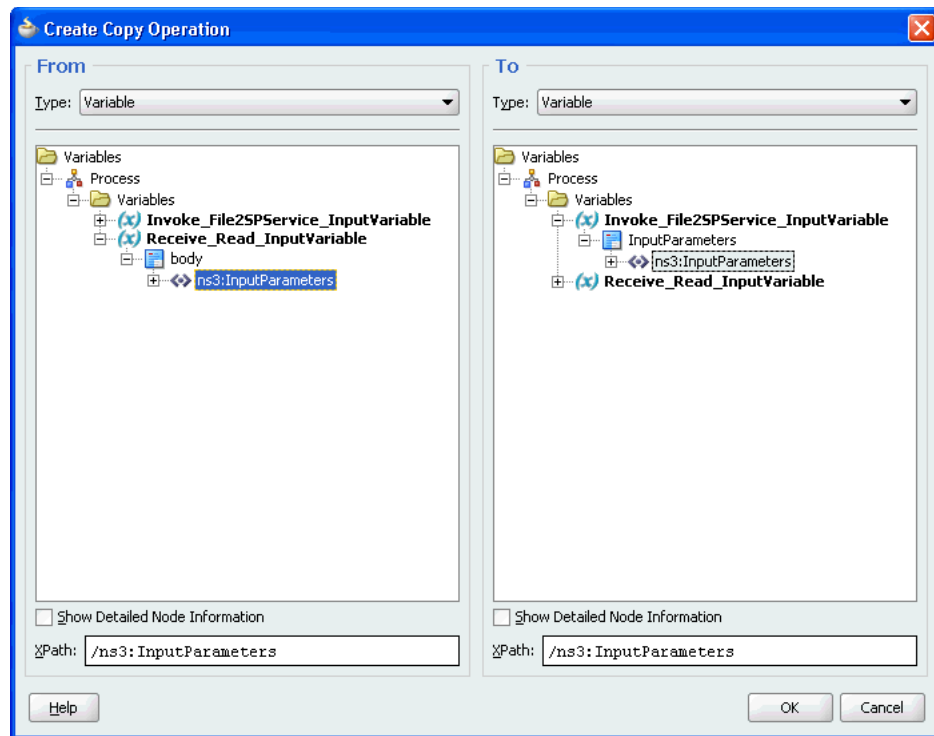 Create Copy Operation
From
Type: Variable
Variables
Process
Variables
(x) Invoke_File2SPService_InputVariable
(x) Receive_Read_InputVariable
body
ns3:InputParameters
Show Detailed Node Information
XPath: /ns3:InputParameters
To
Type: Variable
Variables
Process
Variables
(x) Invoke_File2SPService_InputVariable
InputParameters
ns3:InputParameters
(x) Receive_Read_InputVariable
Show Detailed Node Information
XPath: /ns3:InputParameters
Help
OK
Cancel